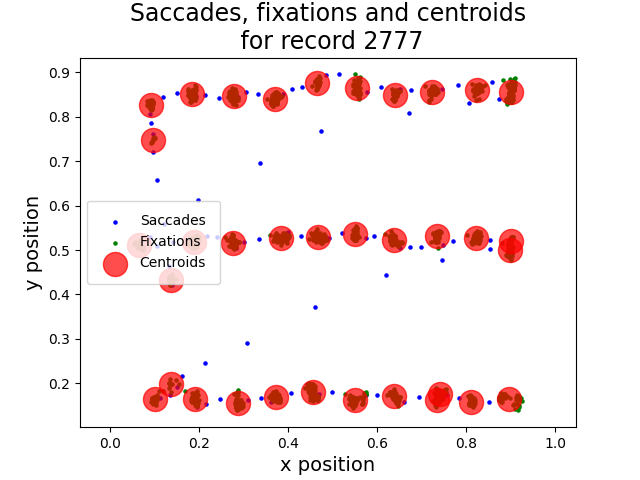 Saccades, fixations and centroids
for record 2777
0.9
0.8
0.7
0.6
0.5
0.4
0.3
0.2
y position
Saccades
Fixations
Centroids
0.0 0.2 0.4 0.6 0.8 1.0
x position